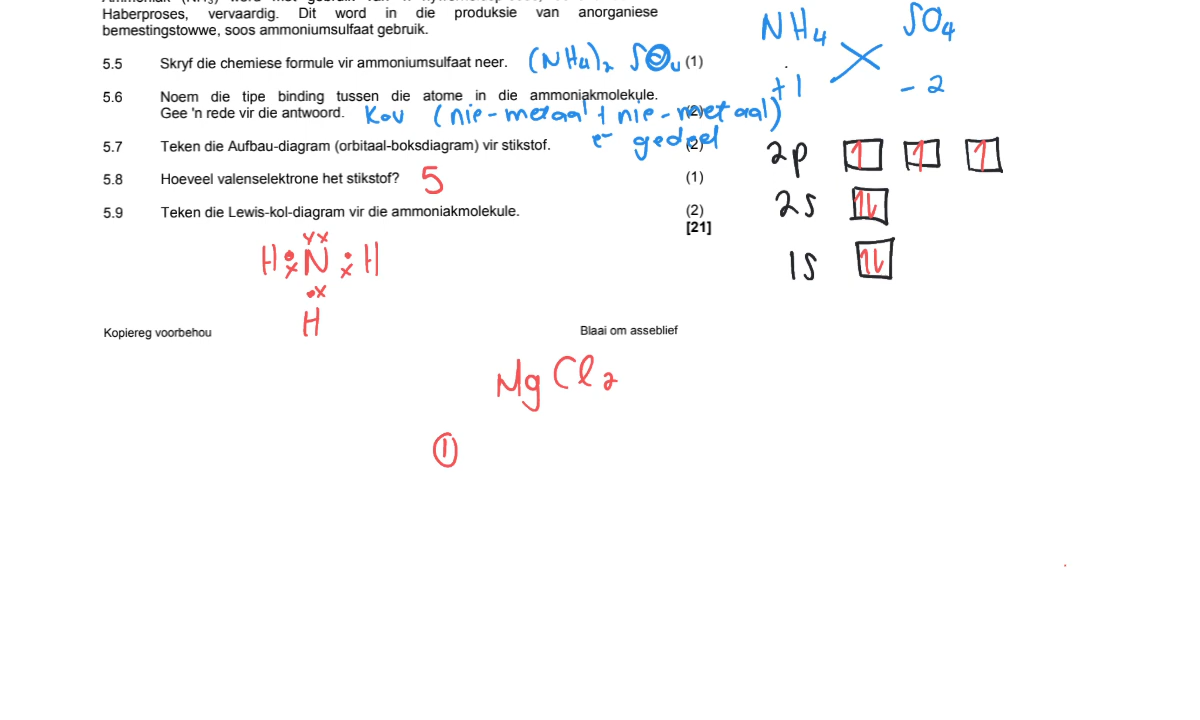 Haberproses, vervaardig. Dit word in die produksie van anorganiese
bemestingstowwe, soos ammoniumsulfaat gebruik.
NH4 SO4
+1 -2
5.5 Skryf die chemiese formule vir ammoniumsulfaat neer. (NH4)2 SO4 (1)
5.6 Noem die tipe binding tussen die atome in die ammoniakmolekule.
Gee 'n rede vir die antwoord. Kov (nie-metaal + nie-metaal) (2)
e- gedeel
5.7 Teken die Aufbau-diagram (orbitaal-boksdiagram) vir stikstof. (2)
2p
2s
1s
5.8 Hoeveel valenselektrone het stikstof? 5 (1)
5.9 Teken die Lewis-kol-diagram vir die ammoniakmolekule. (2)
[21]
H N H
H
Kopiereg voorbehou Blaai om asseblief
MgCl2
①